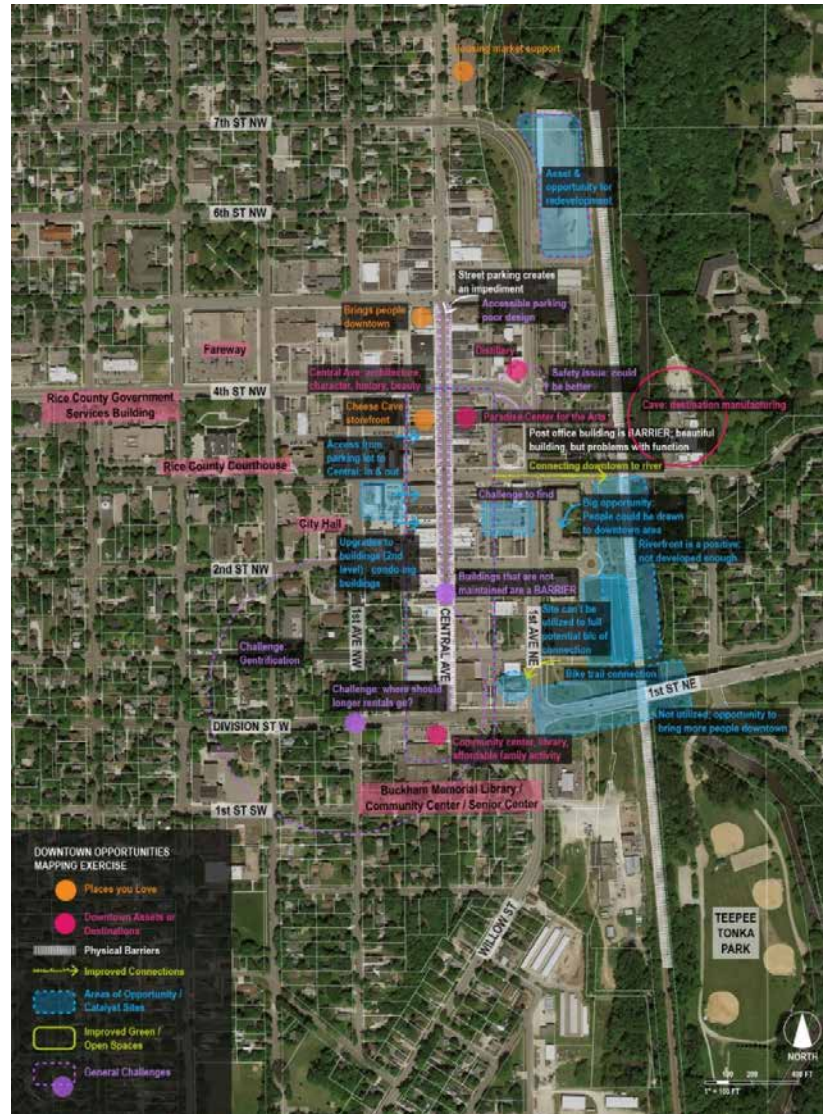 Housing market support
7th ST NW
Asset &
opportunity for
redevelopment
6th ST NW
Street parking creates
an impediment
Accessible parking
poor design
Brings people
downtown
Fareway
Distillery
Central Ave: architecture,
character, history, beauty
Safety issue: could
be better
4th ST NW
Rice County Government
Services Building
Cave: destination manufacturing
Cheese Cave
storefront
Paradise Center for the Arts
Post office building is BARRIER; beautiful
building, but problems with function
Access from
parking lot to
Central: in & out
Rice County Courthouse
Connecting downtown to river
Challenge to find
Big opportunity:
People could be drawn
to downtown area
City Hall
Upgrades to
buildings (2nd
level): condo-ing
buildings
Riverfront is a positive:
not developed enough
2nd ST NW
Buildings that are not
maintained are a BARRIER
1st AVE NW
CENTRAL AVE
1st AVE NE
Site can't be
utilized to full
potential b/c of
connection
Challenge:
Gentrification
Bike trail connection
1st ST NE
Challenge: where should
longer rentals go?
DIVISION ST W
Not utilized; opportunity to
bring more people downtown
Community center, library,
affordable family activity
Buckham Memorial Library /
Community Center / Senior Center
1st ST SW
WILLOW ST
DOWNTOWN OPPORTUNITIES
MAPPING EXERCISE
Places you Love
Downtown Assets or
Destinations
Physical Barriers
Improved Connections
Areas of Opportunity /
Catalyst Sites
Improved Green /
Open Spaces
General Challenges
TEEPEE
TONKA
PARK
NORTH
100 200 400 FT
1" = 100 FT